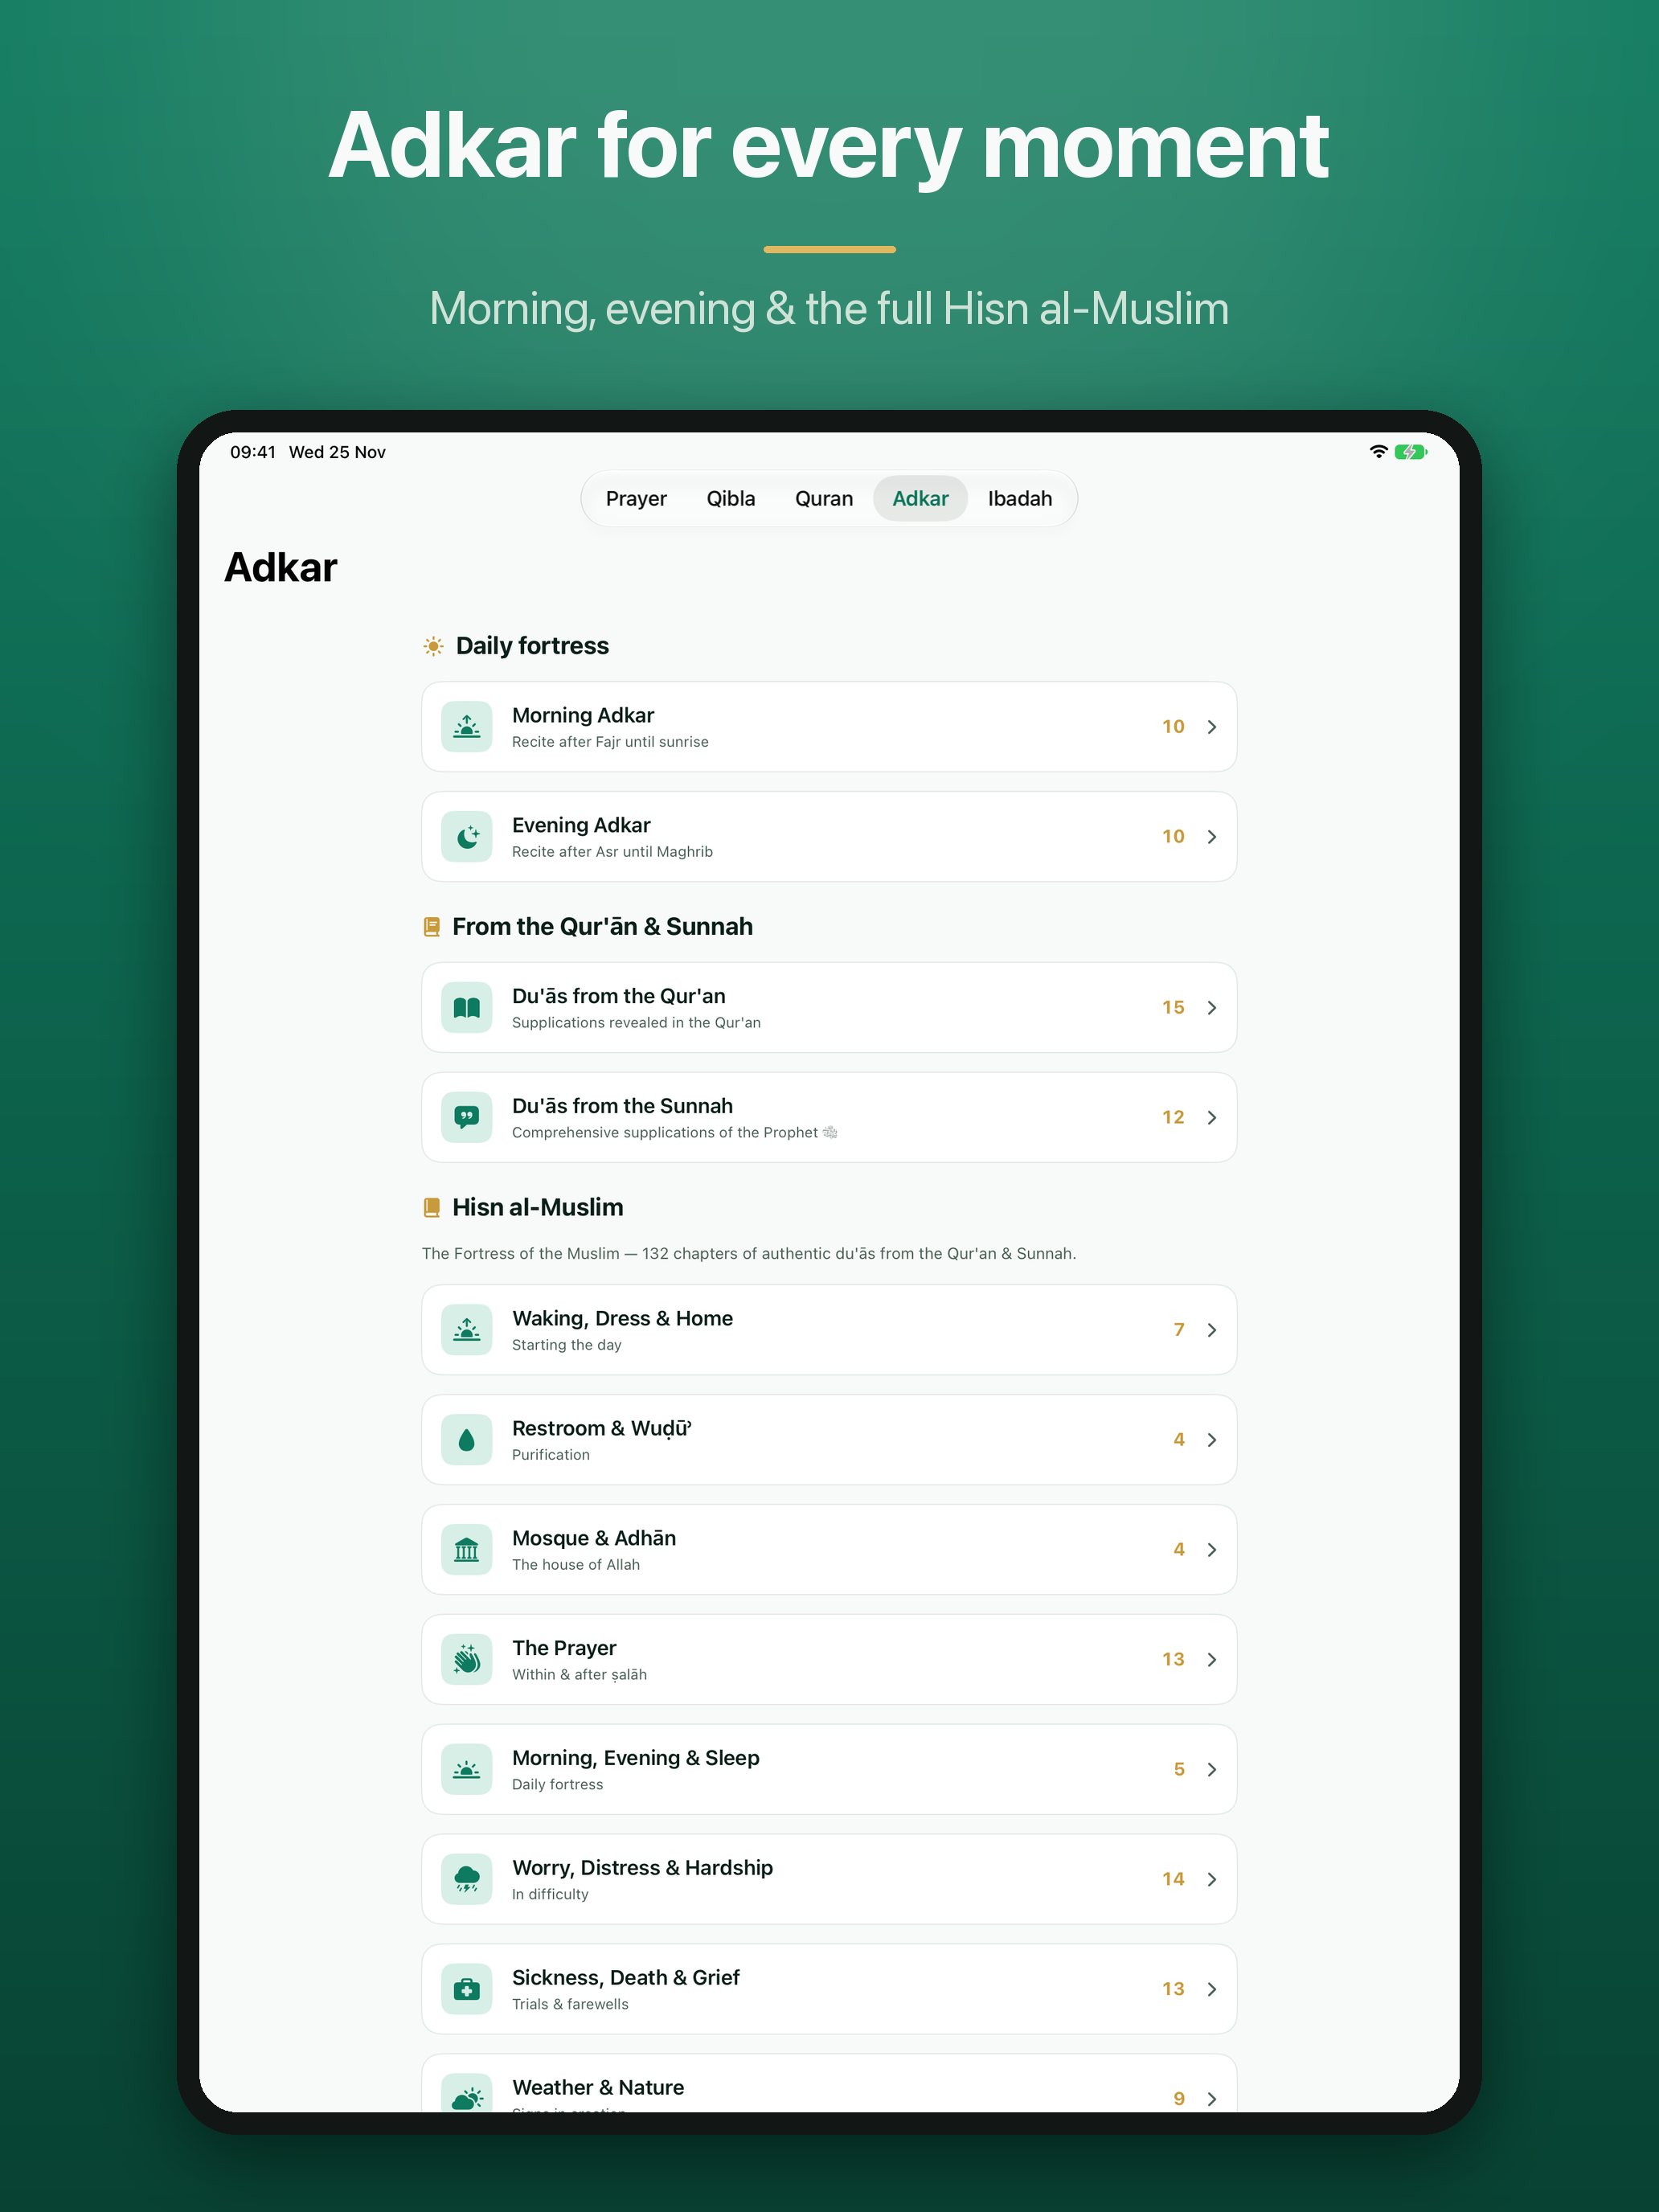 Adkar for every moment
Morning, evening & the full Hisn al-Muslim
09:41 Wed 25 Nov
Prayer Qibla Quran Adkar Ibadah
Adkar
Daily fortress
Morning Adkar
Recite after Fajr until sunrise
10
Evening Adkar
Recite after Asr until Maghrib
10
From the Qur'ān & Sunnah
Du'ās from the Qur'an
Supplications revealed in the Qur'an
15
Du'ās from the Sunnah
Comprehensive supplications of the Prophet ﷺ
12
Hisn al-Muslim
The Fortress of the Muslim — 132 chapters of authentic du'ās from the Qur'an & Sunnah.
Waking, Dress & Home
Starting the day
7
Restroom & Wuḍūʾ
Purification
4
Mosque & Adhān
The house of Allah
4
The Prayer
Within & after ṣalāh
13
Morning, Evening & Sleep
Daily fortress
5
Worry, Distress & Hardship
In difficulty
14
Sickness, Death & Grief
Trials & farewells
13
Weather & Nature
9